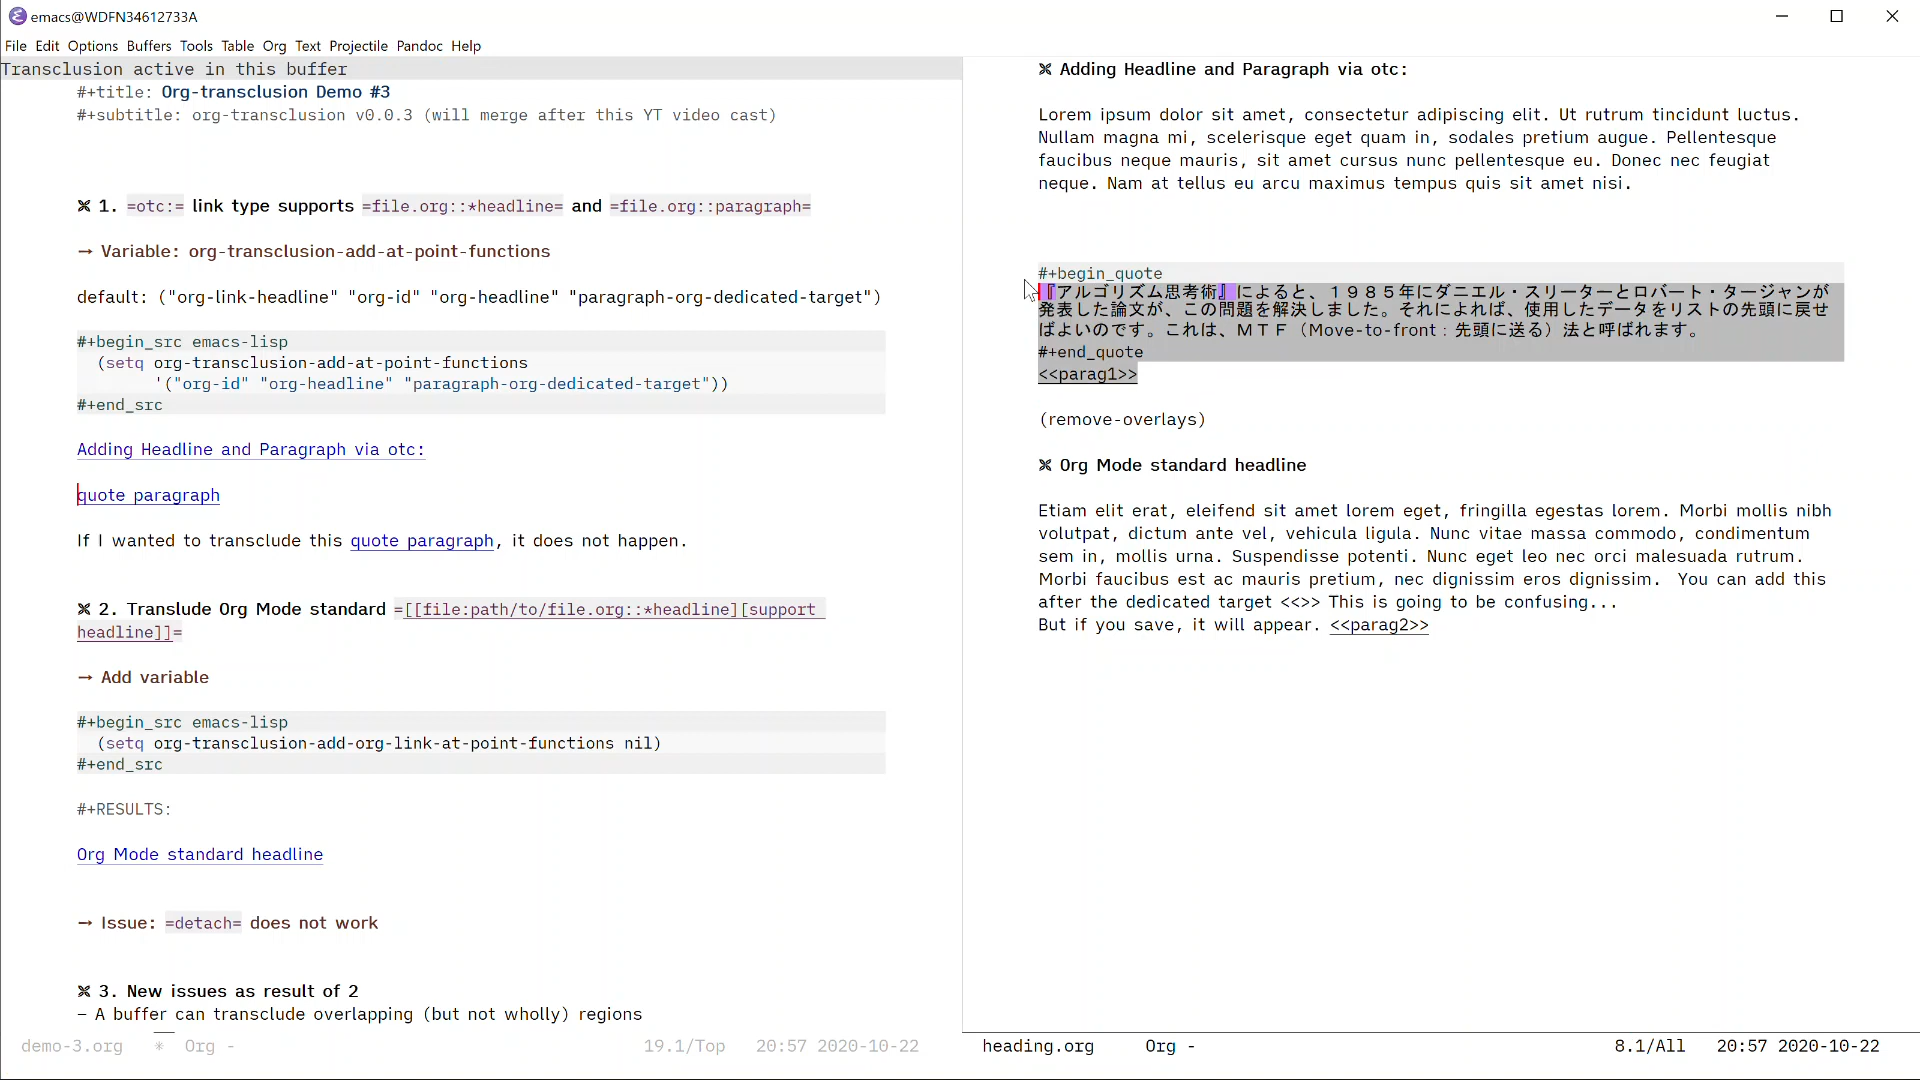 emacs@WDFN34612733A
File Edit Options Buffers Tools Table Org Text Projectile Pandoc Help
Transclusion active in this buffer
#+title: Org-transclusion Demo #3
#+subtitle: org-transclusion v0.0.3 (will merge after this YT video cast)
⌘ 1. =otc:= link type supports =file.org::*headline= and =file.org::paragraph=
→ Variable: org-transclusion-add-at-point-functions
default: ("org-link-headline" "org-id" "org-headline" "paragraph-org-dedicated-target")
#+begin_src emacs-lisp
(setq org-transclusion-add-at-point-functions
'("org-id" "org-headline" "paragraph-org-dedicated-target"))
#+end_src
Adding Headline and Paragraph via otc:
quote paragraph
If I wanted to transclude this quote paragraph, it does not happen.
⌘ 2. Translude Org Mode standard =[[file:path/to/file.org::*headline][support
headline]]=
→ Add variable
#+begin_src emacs-lisp
(setq org-transclusion-add-org-link-at-point-functions nil)
#+end_src
#+RESULTS:
Org Mode standard headline
→ Issue: =detach= does not work
⌘ 3. New issues as result of 2
– A buffer can transclude overlapping (but not wholly) regions
demo-3.org * Org - 19.1/Top 20:57 2020-10-22
⌘ Adding Headline and Paragraph via otc:
Lorem ipsum dolor sit amet, consectetur adipiscing elit. Ut rutrum tincidunt luctus.
Nullam magna mi, scelerisque eget quam in, sodales pretium augue. Pellentesque
faucibus neque mauris, sit amet cursus nunc pellentesque eu. Donec nec feugiat
neque. Nam at tellus eu arcu maximus tempus quis sit amet nisi.
#+begin_quote
『アルゴリズム思考術』によると、１９８５年にダニエル・スリーターとロバート・タージャンが
発表した論文が、この問題を解決しました。それによれば、使用したデータをリストの先頭に戻せ
ばよいのです。これは、ＭＴＦ（Move-to-front：先頭に送る）法と呼ばれます。
#+end_quote
<<parag1>>
(remove-overlays)
⌘ Org Mode standard headline
Etiam elit erat, eleifend sit amet lorem eget, fringilla egestas lorem. Morbi mollis nibh
volutpat, dictum ante vel, vehicula ligula. Nunc vitae massa commodo, condimentum
sem in, mollis urna. Suspendisse potenti. Nunc eget leo nec orci malesuada rutrum.
Morbi faucibus est ac mauris pretium, nec dignissim eros dignissim.  You can add this
after the dedicated target <<>> This is going to be confusing...
But if you save, it will appear. <<parag2>>
heading.org Org - 8.1/All 20:57 2020-10-22